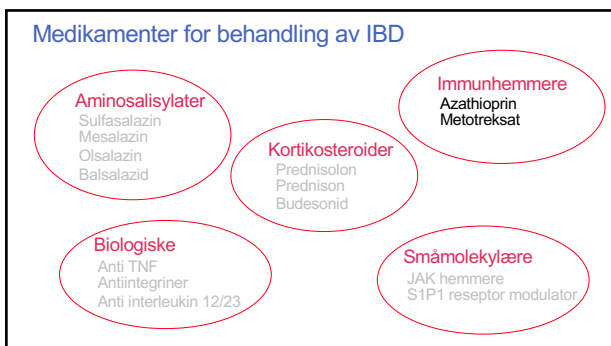 Medikamenter for behandling av IBD
Aminosalisylater
Sulfasalazin
Mesalazin
Olsalazin
Balsalazid
Kortikosteroider
Prednisolon
Prednison
Budesonid
Immunhemmere
Azathioprin
Metotreksat
Biologiske
Anti TNF
Antiintegriner
Anti interleukin 12/23
Småmolekylære
JAK hemmere
S1P1 reseptor modulator